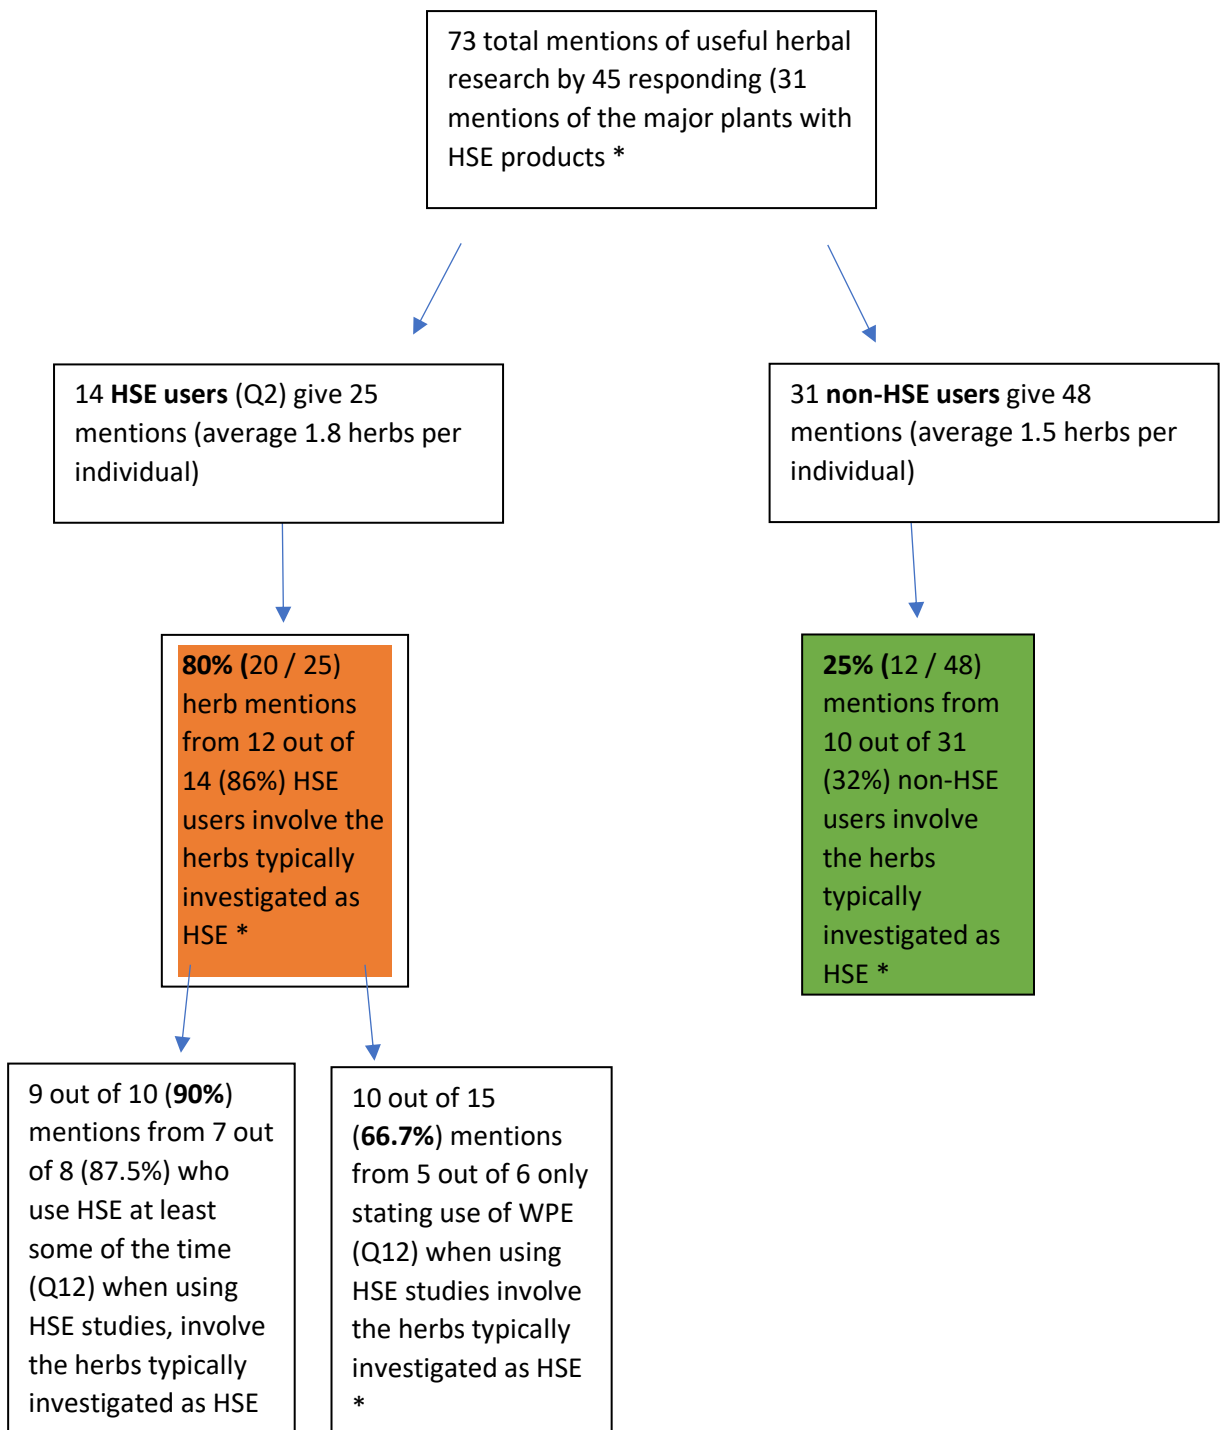 73 total mentions of useful herbal
research by 45 responding (31
mentions of the major plants with
HSE products *
14 HSE users (Q2) give 25
mentions (average 1.8 herbs per
individual)
31 non-HSE users give 48
mentions (average 1.5 herbs per
individual)
80% (20 / 25)
herb mentions
from 12 out of
14 (86%) HSE
users involve the
herbs typically
investigated as
HSE *
25% (12 / 48)
mentions from
10 out of 31
(32%) non-HSE
users involve
the herbs
typically
investigated as
HSE *
9 out of 10 (90%)
mentions from 7 out
of 8 (87.5%) who
use HSE at least
some of the time
(Q12) when using
HSE studies, involve
the herbs typically
investigated as HSE
10 out of 15
(66.7%) mentions
from 5 out of 6 only
stating use of WPE
(Q12) when using
HSE studies involve
the herbs typically
investigated as HSE
*